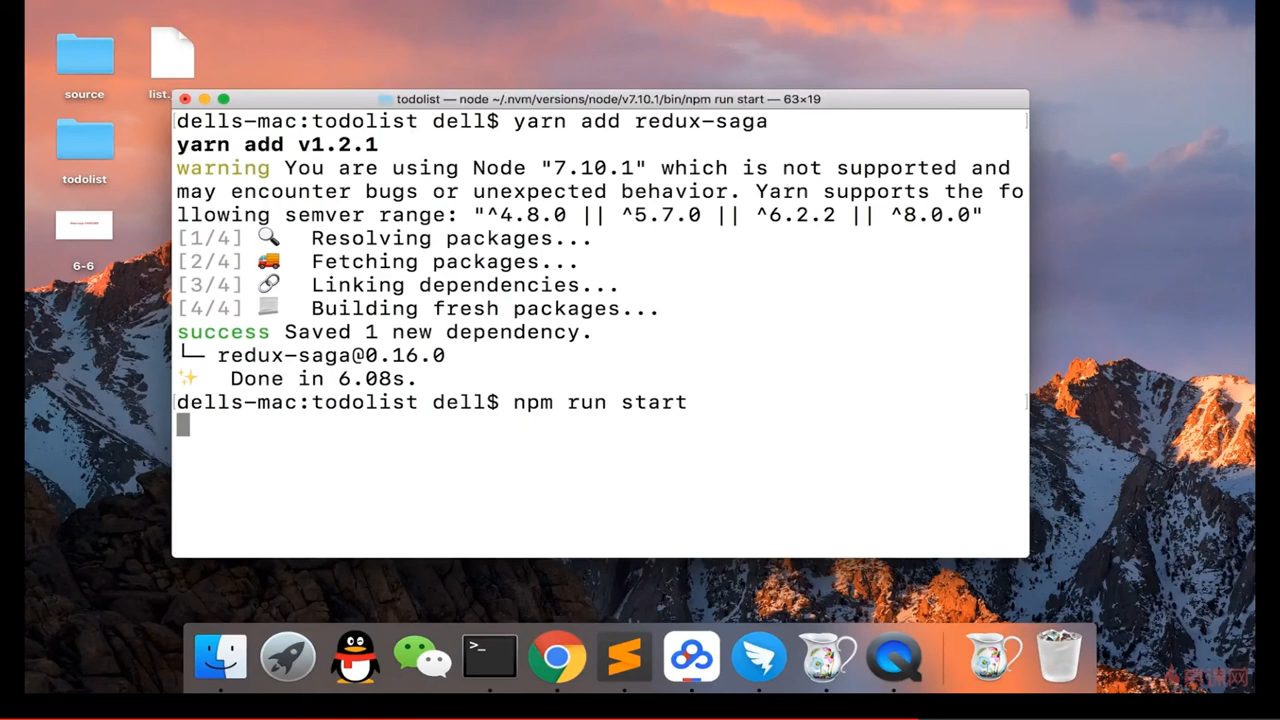 source
list.
todolist
6-6
todolist — node ~/.nvm/versions/node/v7.10.1/bin/npm run start — 63×19
dells-mac:todolist dell$ yarn add redux-saga
yarn add v1.2.1
warning You are using Node "7.10.1" which is not supported and
may encounter bugs or unexpected behavior. Yarn supports the fo
llowing semver range: "^4.8.0 || ^5.7.0 || ^6.2.2 || ^8.0.0"
[1/4] 🔍 Resolving packages...
[2/4] 🚚 Fetching packages...
[3/4] 🔗 Linking dependencies...
[4/4] 📃 Building fresh packages...
success Saved 1 new dependency.
└─ redux-saga@0.16.0
✨ Done in 6.08s.
dells-mac:todolist dell$ npm run start
>_
慕课网